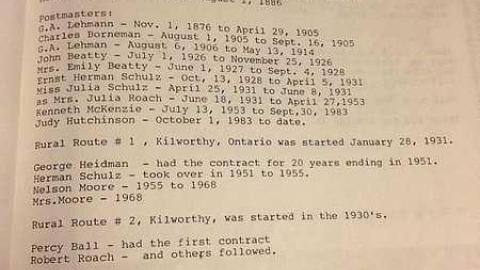 1, 1886
Postmasters:
G.A. Lehmann - Nov. 1, 1876 to April 29, 1905
Charles Borneman - August 1, 1905 to Sept. 16, 1905
G.A. Lehman - August 6, 1906 to May 13, 1914
John Beatty - July 1, 1926 to November 25, 1926
Mrs. Emily Beatty - June 1, 1927 to Sept. 4, 1928
Ernst Herman Schulz - Oct, 13, 1928 to April 5, 1931
Miss Julia Schulz - April 25, 1931 to June 8, 1931
as Mrs. Julia Roach - June 18, 1931 to April 27,1953
Kenneth McKenzie - July 13, 1953 to Sept,30, 1983
Judy Hutchinson - October 1, 1983 to date.
Rural Route # 1 , Kilworthy, Ontario was started January 28, 1931.
George Heidman - had the contract for 20 years ending in 1951.
Herman Schulz - took over in 1951 to 1955.
Nelson Moore - 1955 to 1968
Mrs.Moore - 1968
Rural Route # 2, Kilworthy, was started in the 1930's.
Percy Ball - had the first contract
Robert Roach - and others followed.